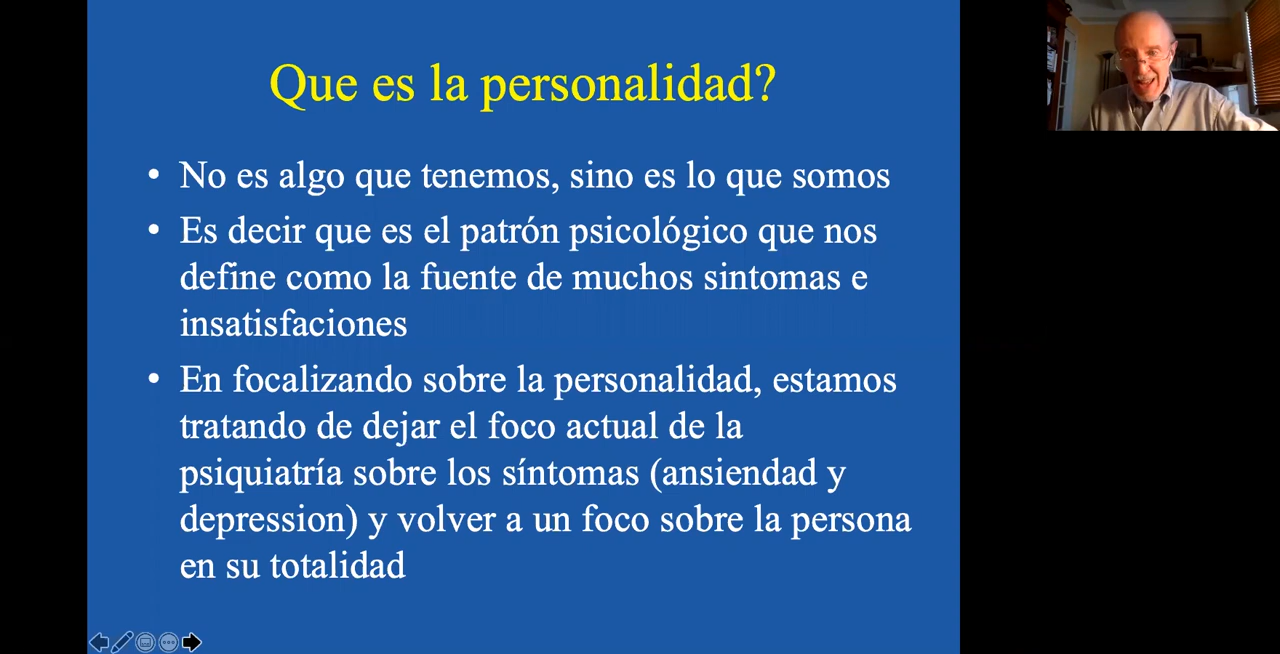 Que es la personalidad?
• No es algo que tenemos, sino es lo que somos
• Es decir que es el patrón psicológico que nos
define como la fuente de muchos sintomas e
insatisfaciones
• En focalizando sobre la personalidad, estamos
tratando de dejar el foco actual de la
psiquiatría sobre los síntomas (ansiendad y
depression) y volver a un foco sobre la persona
en su totalidad